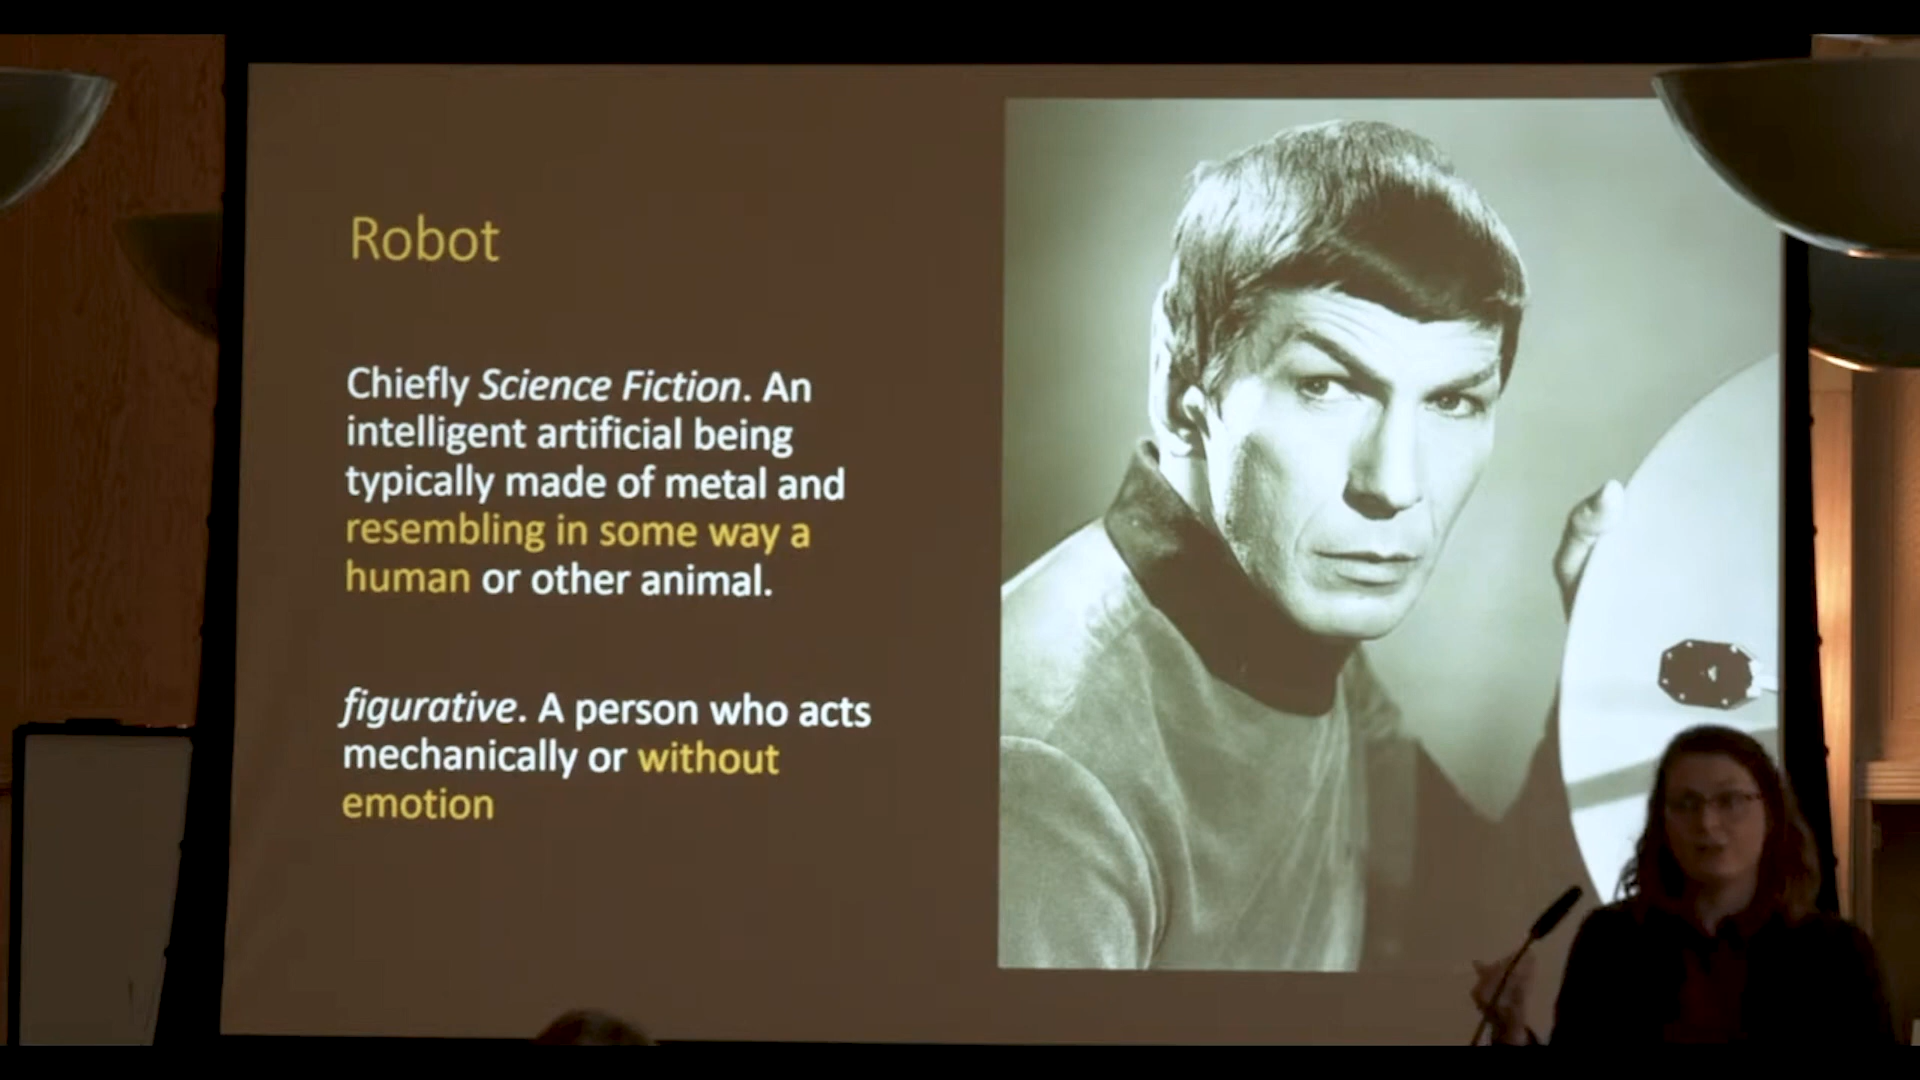 Robot
Chiefly Science Fiction. An
intelligent artificial being
typically made of metal and
resembling in some way a
human or other animal.
figurative. A person who acts
mechanically or without
emotion